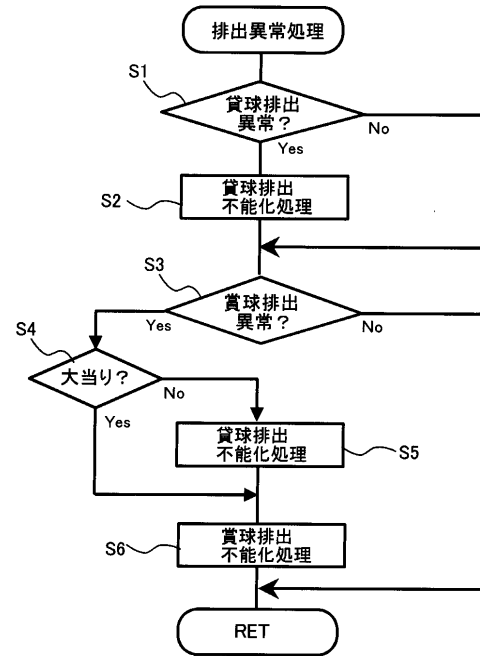 排出異常処理
S1
貸球排出
異常？
No
Yes
S2
貸球排出
不能化処理
S3
賞球排出
異常？
Yes
No
S4
大当り？
No
Yes
貸球排出
不能化処理
S5
賞球排出
不能化処理
S6
RET